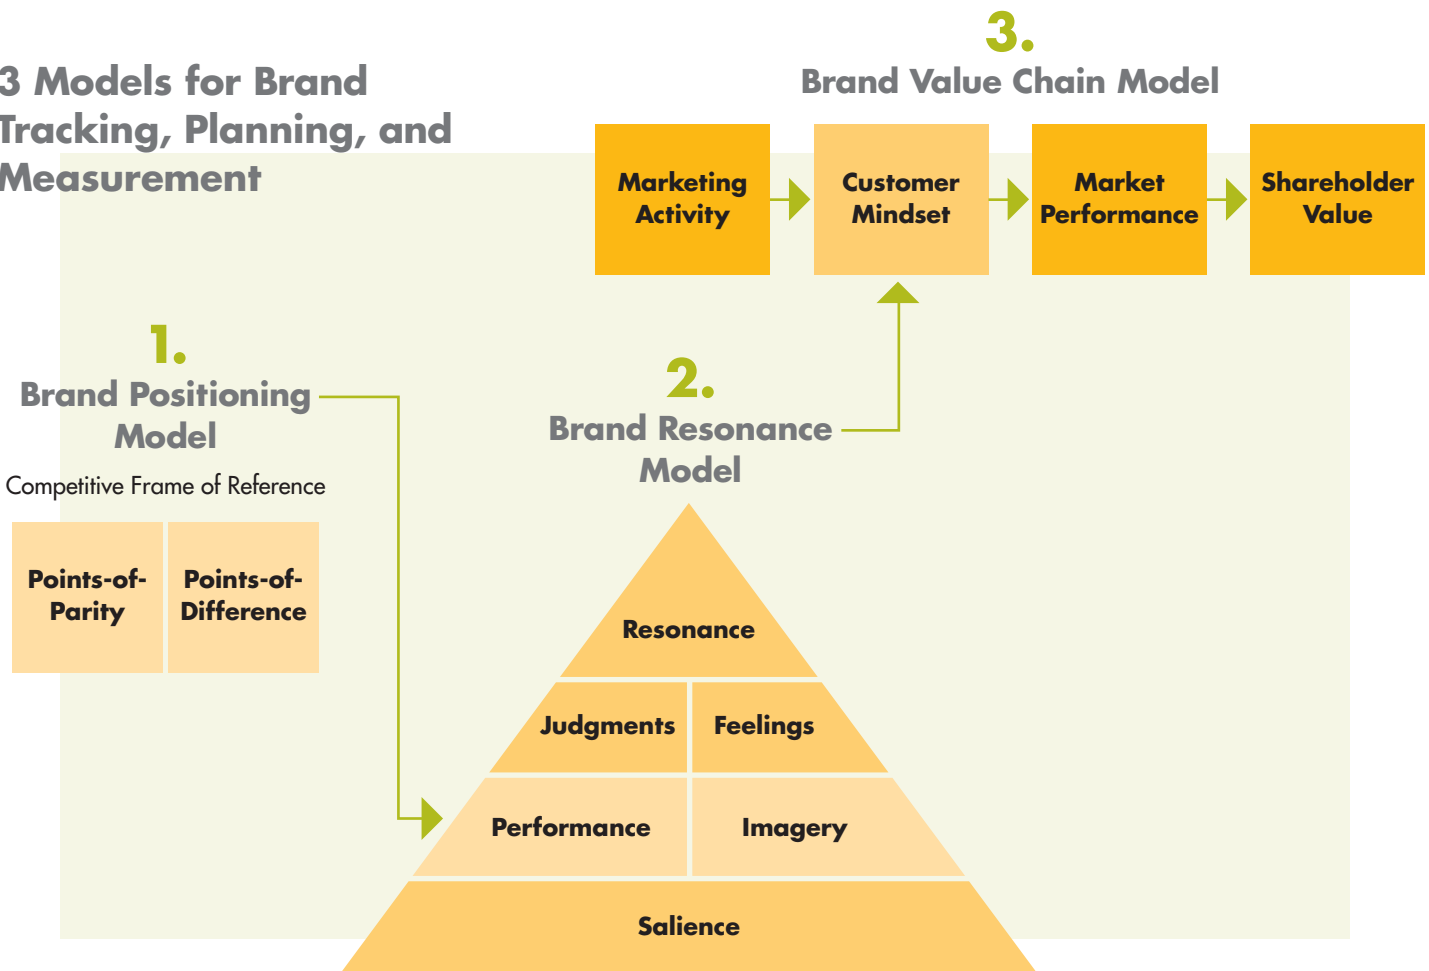 3 Models for Brand
Tracking, Planning, and
Measurement
3.
Brand Value Chain Model
Marketing
Activity
Customer
Mindset
Market
Performance
Shareholder
Value
1.
Brand Positioning
Model
Competitive Frame of Reference
Points-of-
Parity
Points-of-
Difference
2.
Brand Resonance
Model
Resonance
Judgments
Feelings
Performance
Imagery
Salience